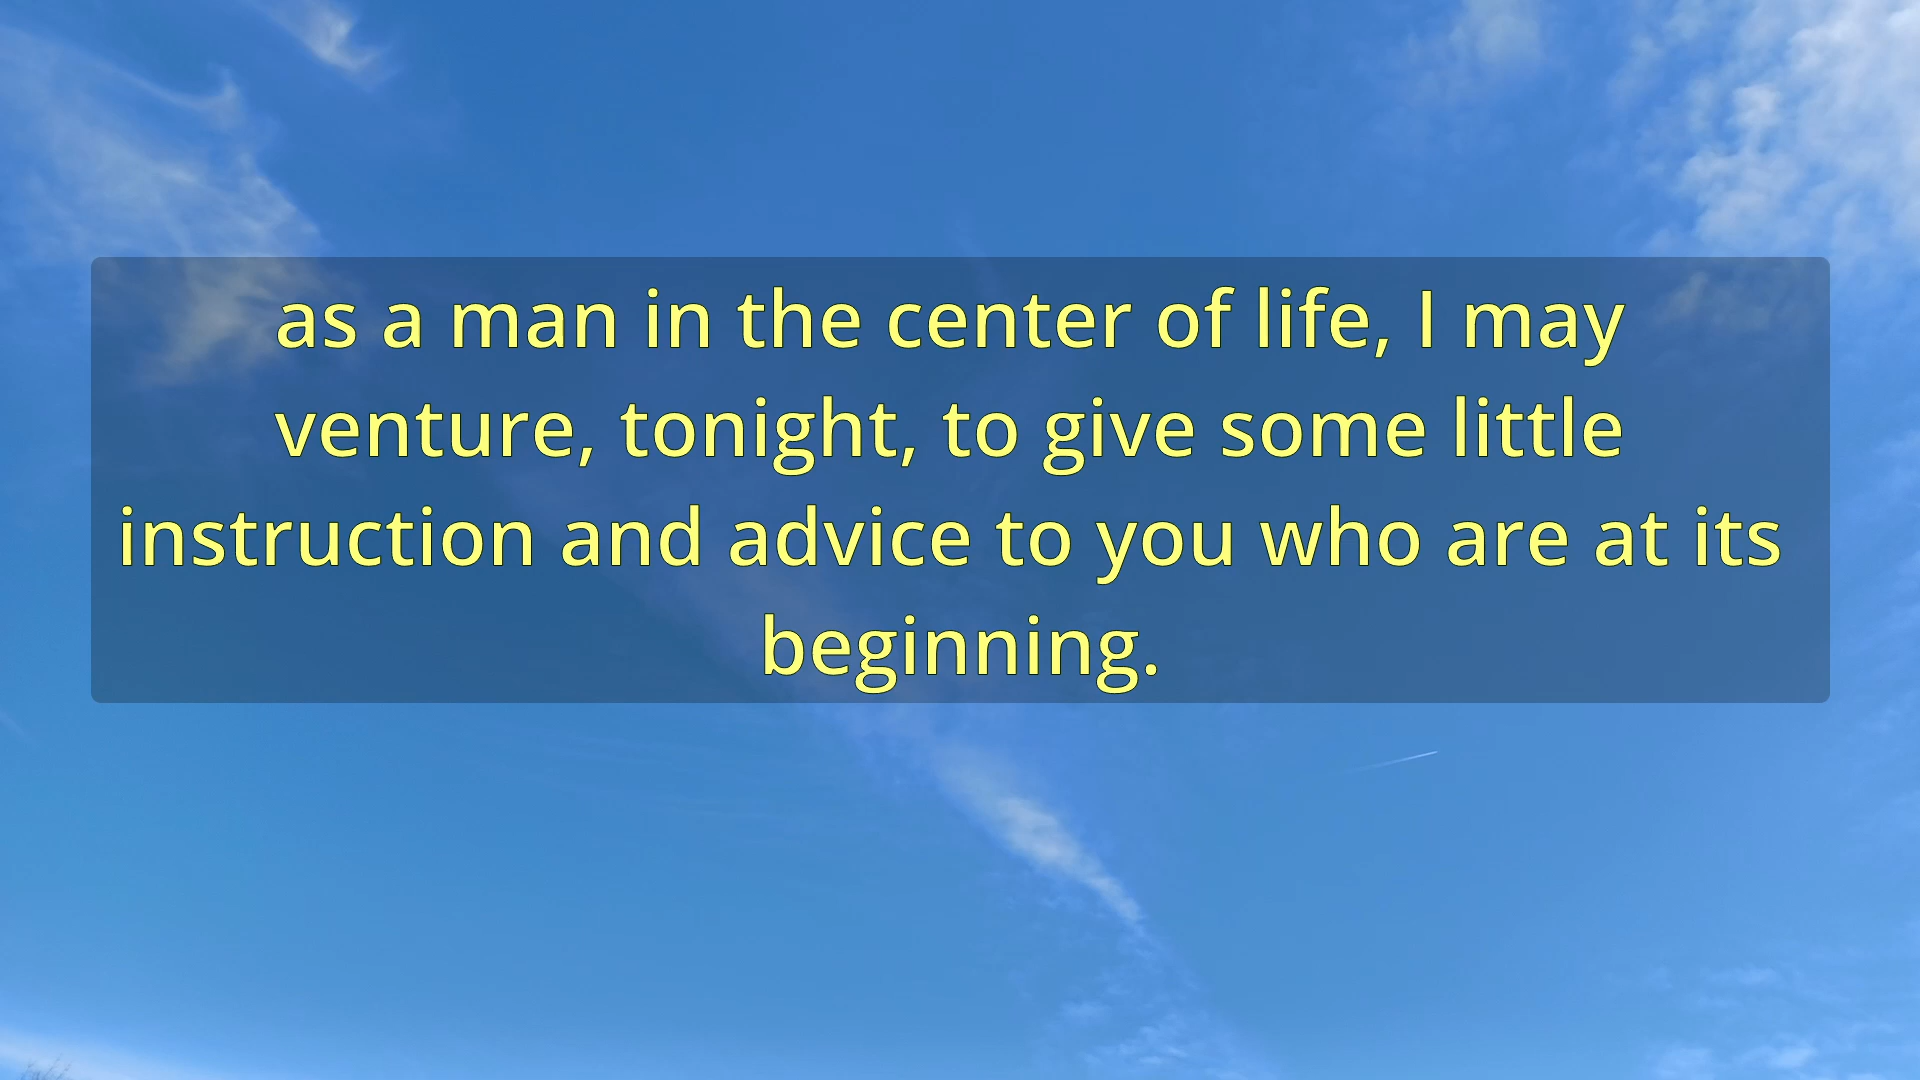 as a man in the center of life, I may
venture, tonight, to give some little
instruction and advice to you who are at its
beginning.